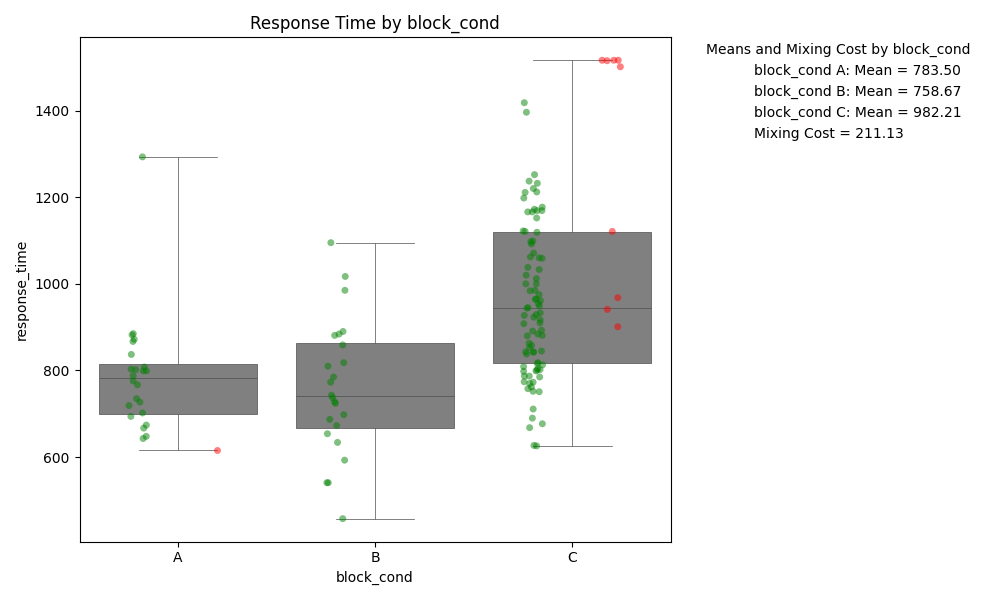 Response Time by block_cond
Means and Mixing Cost by block_cond
block_cond A: Mean = 783.50
block_cond B: Mean = 758.67
block_cond C: Mean = 982.21
Mixing Cost = 211.13
response_time
1400
1200
1000
800
600
A B C
block_cond